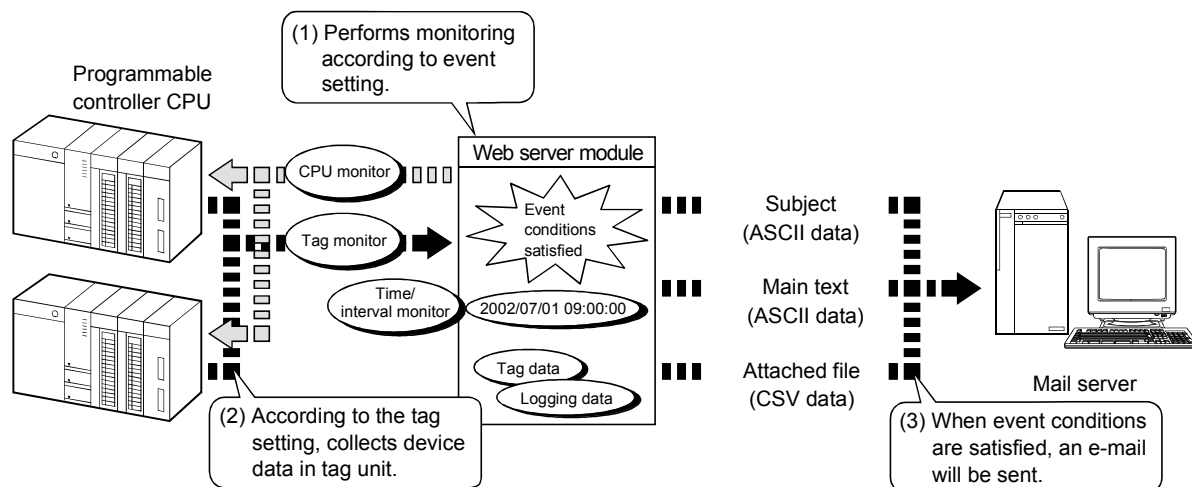 (1) Performs monitoring
according to event
setting.
Programmable
controller CPU
Web server module
CPU monitor
Event
conditions
satisfied
Subject
(ASCII data)
Tag monitor
Time/
interval monitor
2002/07/01 09:00:00
Main text
(ASCII data)
Tag data
Logging data
Attached file
(CSV data)
Mail server
(2) According to the tag
setting, collects device
data in tag unit.
(3) When event conditions
are satisfied, an e-mail
will be sent.